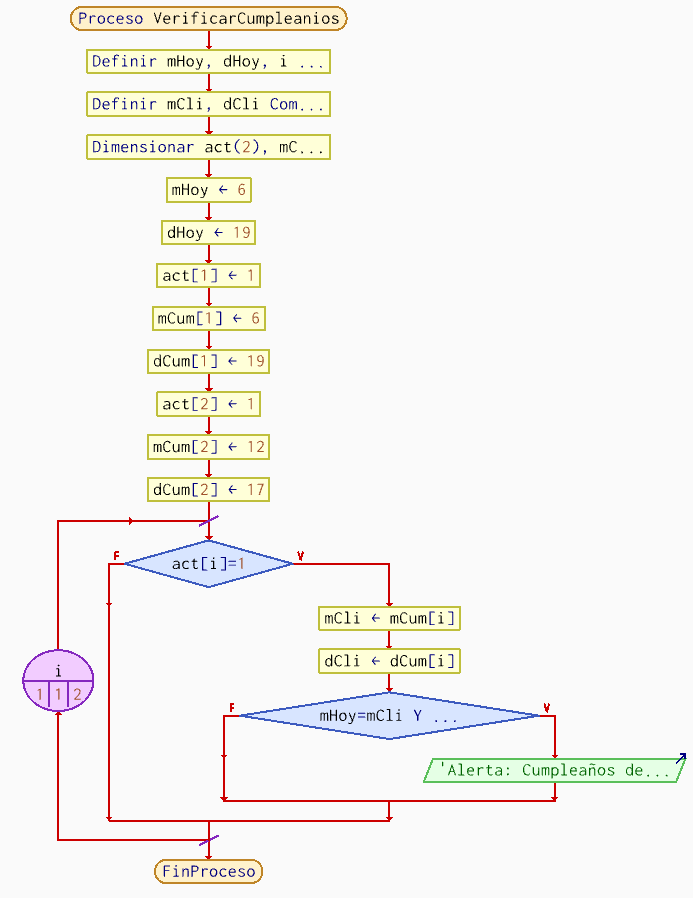 Proceso VerificarCumpleanios
Definir mHoy, dHoy, i ...
Definir mCli, dCli Com...
Dimensionar act(2), mC...
mHoy ← 6
dHoy ← 19
act[1] ← 1
mCum[1] ← 6
dCum[1] ← 19
act[2] ← 1
mCum[2] ← 12
dCum[2] ← 17
F
act[i]=1
V
mCli ← mCum[i]
dCli ← dCum[i]
i
1 1 2
F
mHoy=mCli Y ...
V
'Alerta: Cumpleaños de...
FinProceso